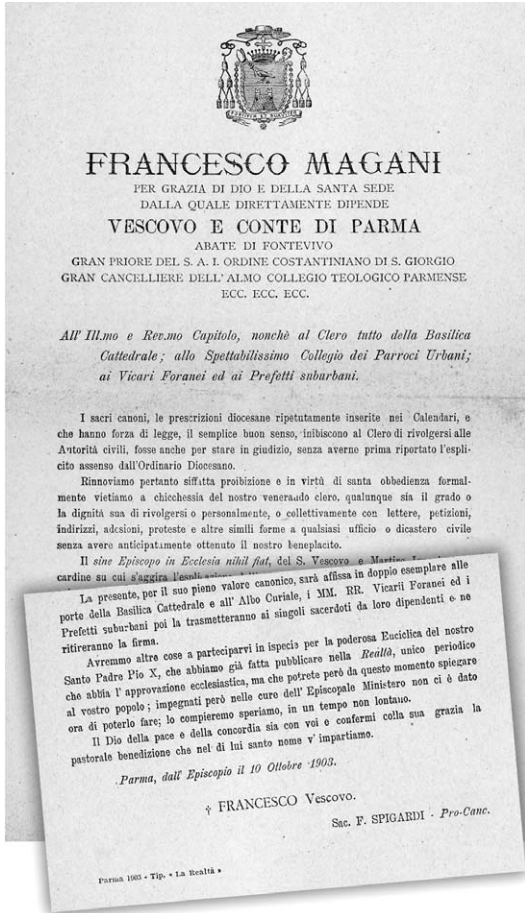 FRANCESCO MAGANI
PER GRAZIA DI DIO E DELLA SANTA SEDE
DALLA QUALE DIRETTAMENTE DIPENDE
VESCOVO E CONTE DI PARMA
ABATE DI FONTEVIVO
GRAN PRIORE DEL S. A. I. ORDINE COSTANTINIANO DI S. GIORGIO
GRAN CANCELLIERE DELL' ALMO COLLEGIO TEOLOGICO PARMENSE
ECC. ECC. ECC.
All' Ill.mo e Rev.mo Capitolo, nonchè al Clero tutto della Basilica
Cattedrale; allo Spettabilissimo Collegio dei Parroci Urbani;
ai Vicari Foranei ed ai Prefetti suburbani.
I sacri canoni, le prescrizioni diocesane ripetutamente inserite nei Calendari, e
che hanno forza di legge, il semplice buon senso, inibiscono al Clero di rivolgersi alle
Autorità civili, fosse anche per stare in giudizio, senza averne prima riportato l'espli-
cito assenso dall'Ordinario Diocesano.
Rinnoviamo pertanto siffatta proibizione e in virtù di santa obbedienza formal-
mente vietiamo a chicchessia del nostro venerando clero, qualunque sia il grado o
la dignità sua di rivolgersi o personalmente, o collettivamente con lettere, petizioni,
indirizzi, adesioni, proteste e altre simili forme a qualsiasi ufficio o dicastero civile
senza avere anticipatamente ottenuto il nostro beneplacito.
Il sine Episcopo in Ecclesia nihil fiat, del S. Vescovo e Martire
cardine su cui s'aggira
La presente, per il suo pieno valore canonico, sarà affissa in doppio esemplare alle
porte della Basilica Cattedrale e all' Albo Curiale, i MM. RR. Vicarii Foranei ed i
Prefetti suburbani poi la trasmetteranno ai singoli sacerdoti da loro dipendenti e ne
ritireranno la firma.
Avremmo altre cose a parteciparvi in ispecie per la poderosa Enciclica del nostro
Santo Padre Pio X, che abbiamo già fatta pubblicare nella Realtà, unico periodico
che abbia l' approvazione ecclesiastica, ma che potrete però da questo momento spiegare
al vostro popolo; impegnati però nelle cure dell' Episcopale Ministero non ci è dato
ora di poterlo fare; lo compieremo speriamo, in un tempo non lontano.
Il Dio della pace e della concordia sia con voi e confermi colla sua grazia la
pastorale benedizione che nel di lui santo nome v' impartiamo.
Parma, dall' Episcopio il 10 Ottobre 1903.
† FRANCESCO Vescovo.
Sac. F. SPIGARDI - Pro-Canc.
Parma 1903 - Tip. « La Realtà »